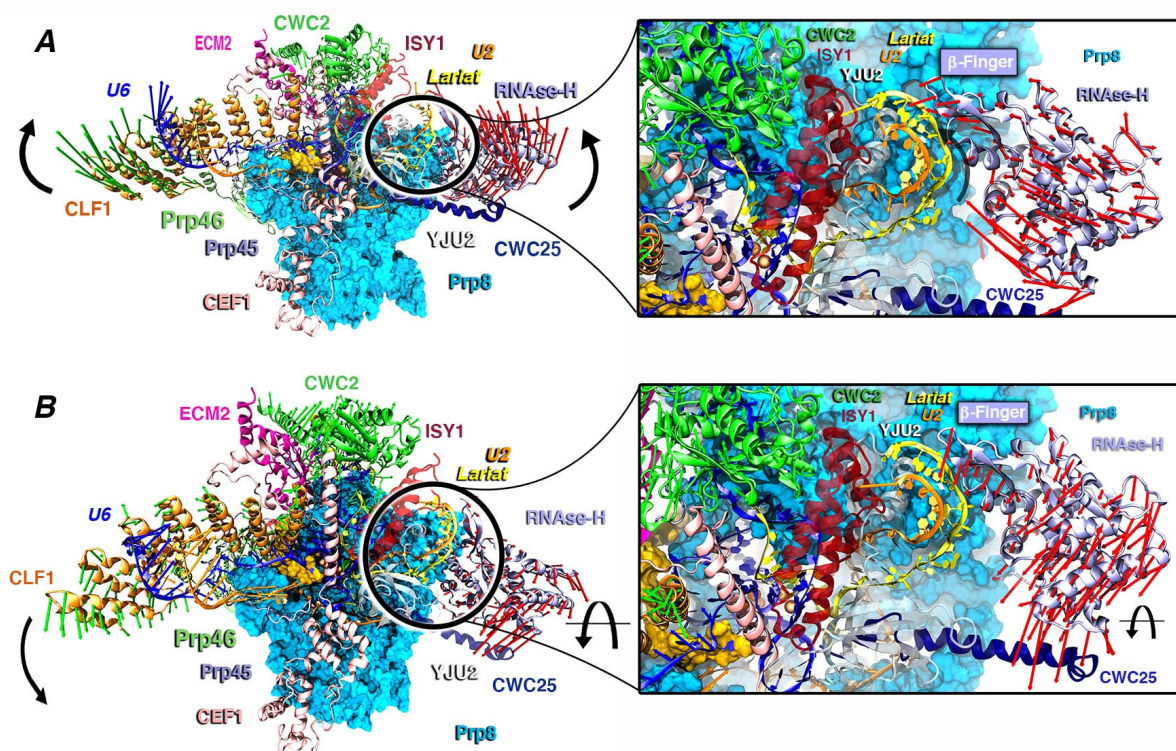 A
CWC2
ECM2
ISY1
U2
Lariat
RNAse-H
U6
CLF1
Prp46
Prp45
YJU2
CWC25
CEF1
Prp8
CWC2
ISY1
YJU2
Lariat
U2
β-Finger
Prp8
RNAse-H
CWC25
B
CWC2
ECM2
ISY1
U2
Lariat
U6
RNAse-H
CLF1
Prp46
Prp45
YJU2
CWC25
CEF1
Prp8
CWC2
ISY1
YJU2
Lariat
U2
β-Finger
Prp8
RNAse-H
CWC25